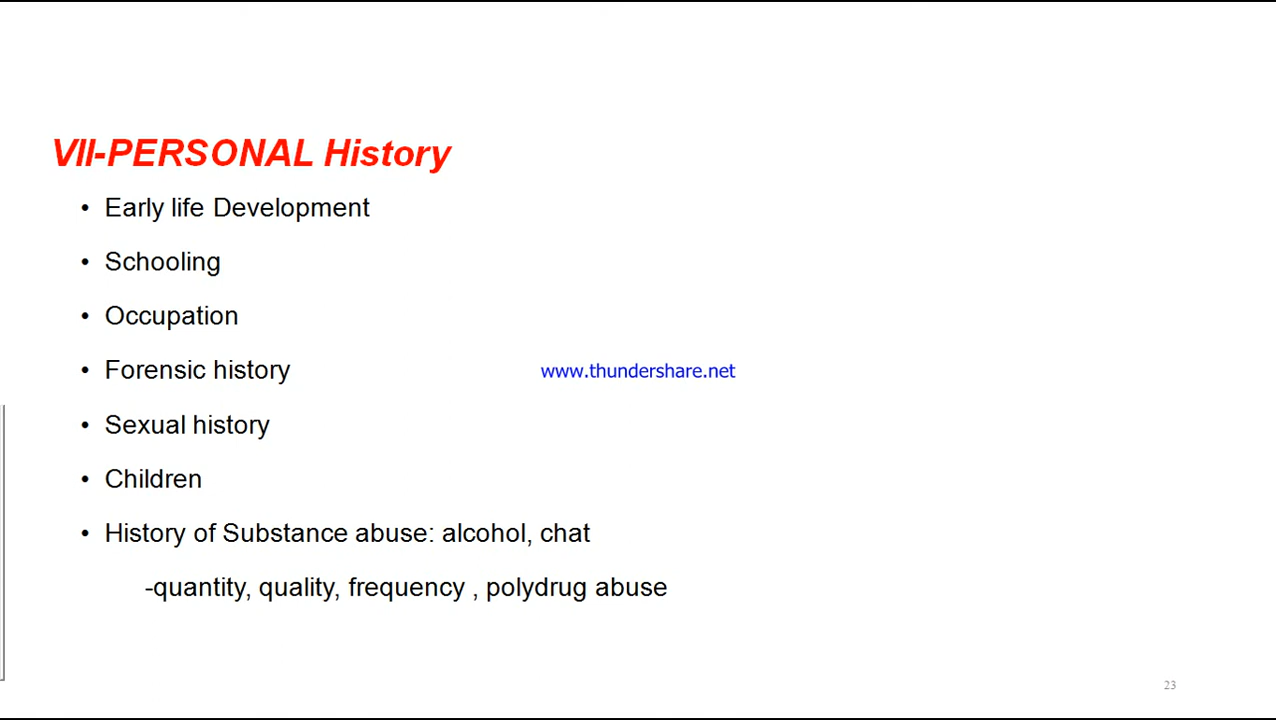 VII-PERSONAL History
• Early life Development
• Schooling
• Occupation
• Forensic history
www.thundershare.net
• Sexual history
• Children
• History of Substance abuse: alcohol, chat
-quantity, quality, frequency , polydrug abuse
23